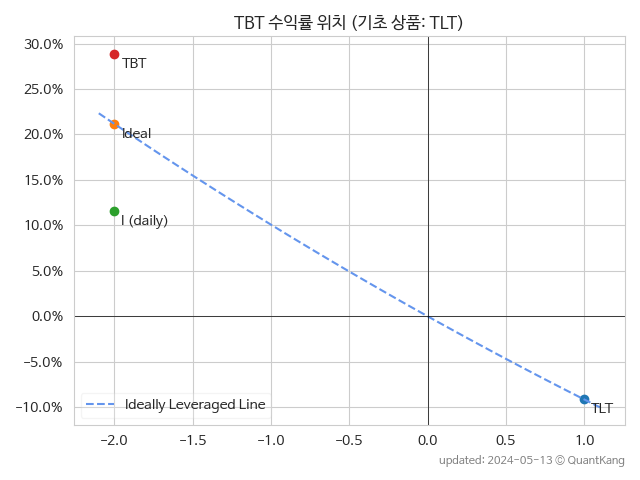 TBT 수익률 위치 (기초 상품: TLT)
30.0%
25.0%
20.0%
15.0%
10.0%
5.0%
0.0%
−5.0%
−10.0%
TBT
Ideal
I (daily)
TLT
Ideally Leveraged Line
−2.0 −1.5 −1.0 −0.5 0.0 0.5 1.0
updated: 2024-05-13 © QuantKang